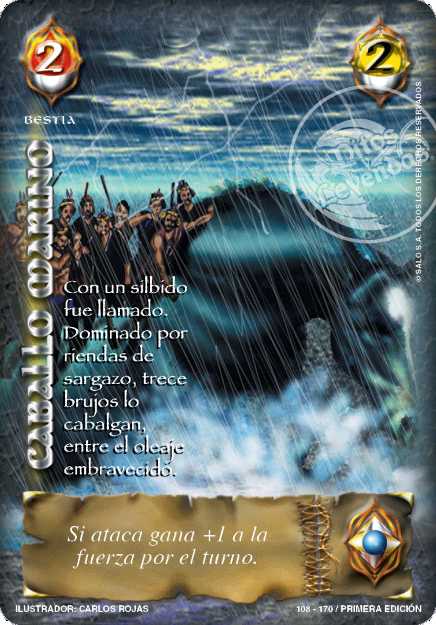 2
2
BESTIA
Mitos y Leyendas
© SALO S.A. TODOS LOS DERECHOS RESERVADOS
CABALLO MARINO
Con un silbido
fue llamado.
Dominado por
riendas de
sargazo, trece
brujos lo
cabalgan,
entre el oleaje
embravecido.
Si ataca gana +1 a la
fuerza por el turno.
ILUSTRADOR: CARLOS ROJAS
108 - 170 / PRIMERA EDICIÓN